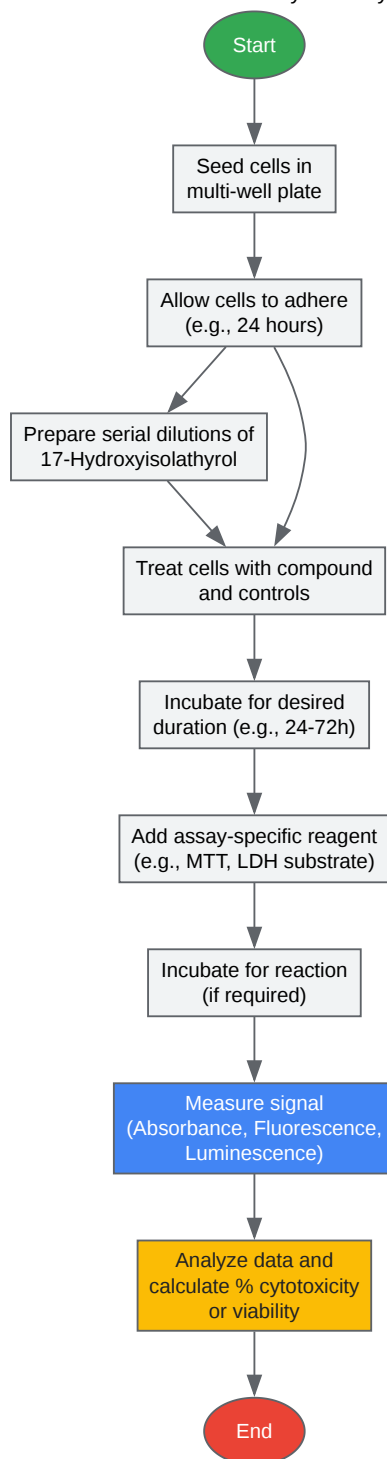 Start
Seed cells in
multi-well plate
Allow cells to adhere
(e.g., 24 hours)
Prepare serial dilutions of
17-Hydroxyisolathyrol
Treat cells with compound
and controls
Incubate for desired
duration (e.g., 24-72h)
Add assay-specific reagent
(e.g., MTT, LDH substrate)
Incubate for reaction
(if required)
Measure signal
(Absorbance, Fluorescence,
Luminescence)
Analyze data and
calculate % cytotoxicity
or viability
End